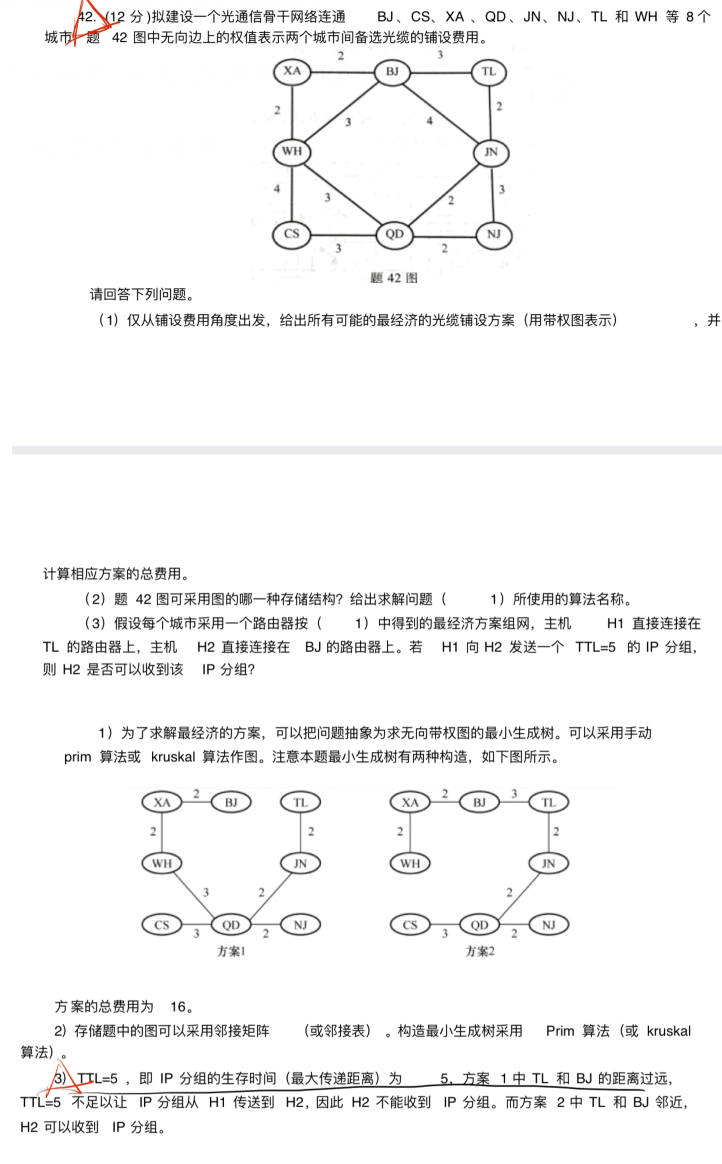 42. (12 分 )拟建设一个光通信骨干网络连通 BJ、CS、XA 、QD、JN、NJ、TL 和 WH 等 8 个
城市 题 42 图中无向边上的权值表示两个城市间备选光缆的铺设费用。
XA 2 BJ 3 TL
2 3 4 2
WH JN
4 3 2 3
CS 3 QD 2 NJ
题 42 图
请回答下列问题。
（1）仅从铺设费用角度出发，给出所有可能的最经济的光缆铺设方案（用带权图表示） ，并
计算相应方案的总费用。
（2）题 42 图可采用图的哪一种存储结构？给出求解问题（ 1）所使用的算法名称。
（3）假设每个城市采用一个路由器按（ 1）中得到的最经济方案组网，主机 H1 直接连接在
TL 的路由器上，主机 H2 直接连接在 BJ 的路由器上。若 H1 向 H2 发送一个 TTL=5 的 IP 分组，
则 H2 是否可以收到该 IP 分组？
1）为了求解最经济的方案，可以把问题抽象为求无向带权图的最小生成树。可以采用手动
prim 算法或 kruskal 算法作图。注意本题最小生成树有两种构造，如下图所示。
XA 2 BJ TL XA 2 BJ 3 TL
2 2 2 2
WH JN WH JN
3 2 2
CS 3 QD 2 NJ CS 3 QD 2 NJ
方案1 方案2
方案的总费用为 16。
2）存储题中的图可以采用邻接矩阵 （或邻接表） 。构造最小生成树采用 Prim 算法（或 kruskal
算法）。
3）TTL=5 ，即 IP 分组的生存时间（最大传递距离）为 5，方案 1 中 TL 和 BJ 的距离过远，
TTL=5 不足以让 IP 分组从 H1 传送到 H2，因此 H2 不能收到 IP 分组。而方案 2 中 TL 和 BJ 邻近，
H2 可以收到 IP 分组。